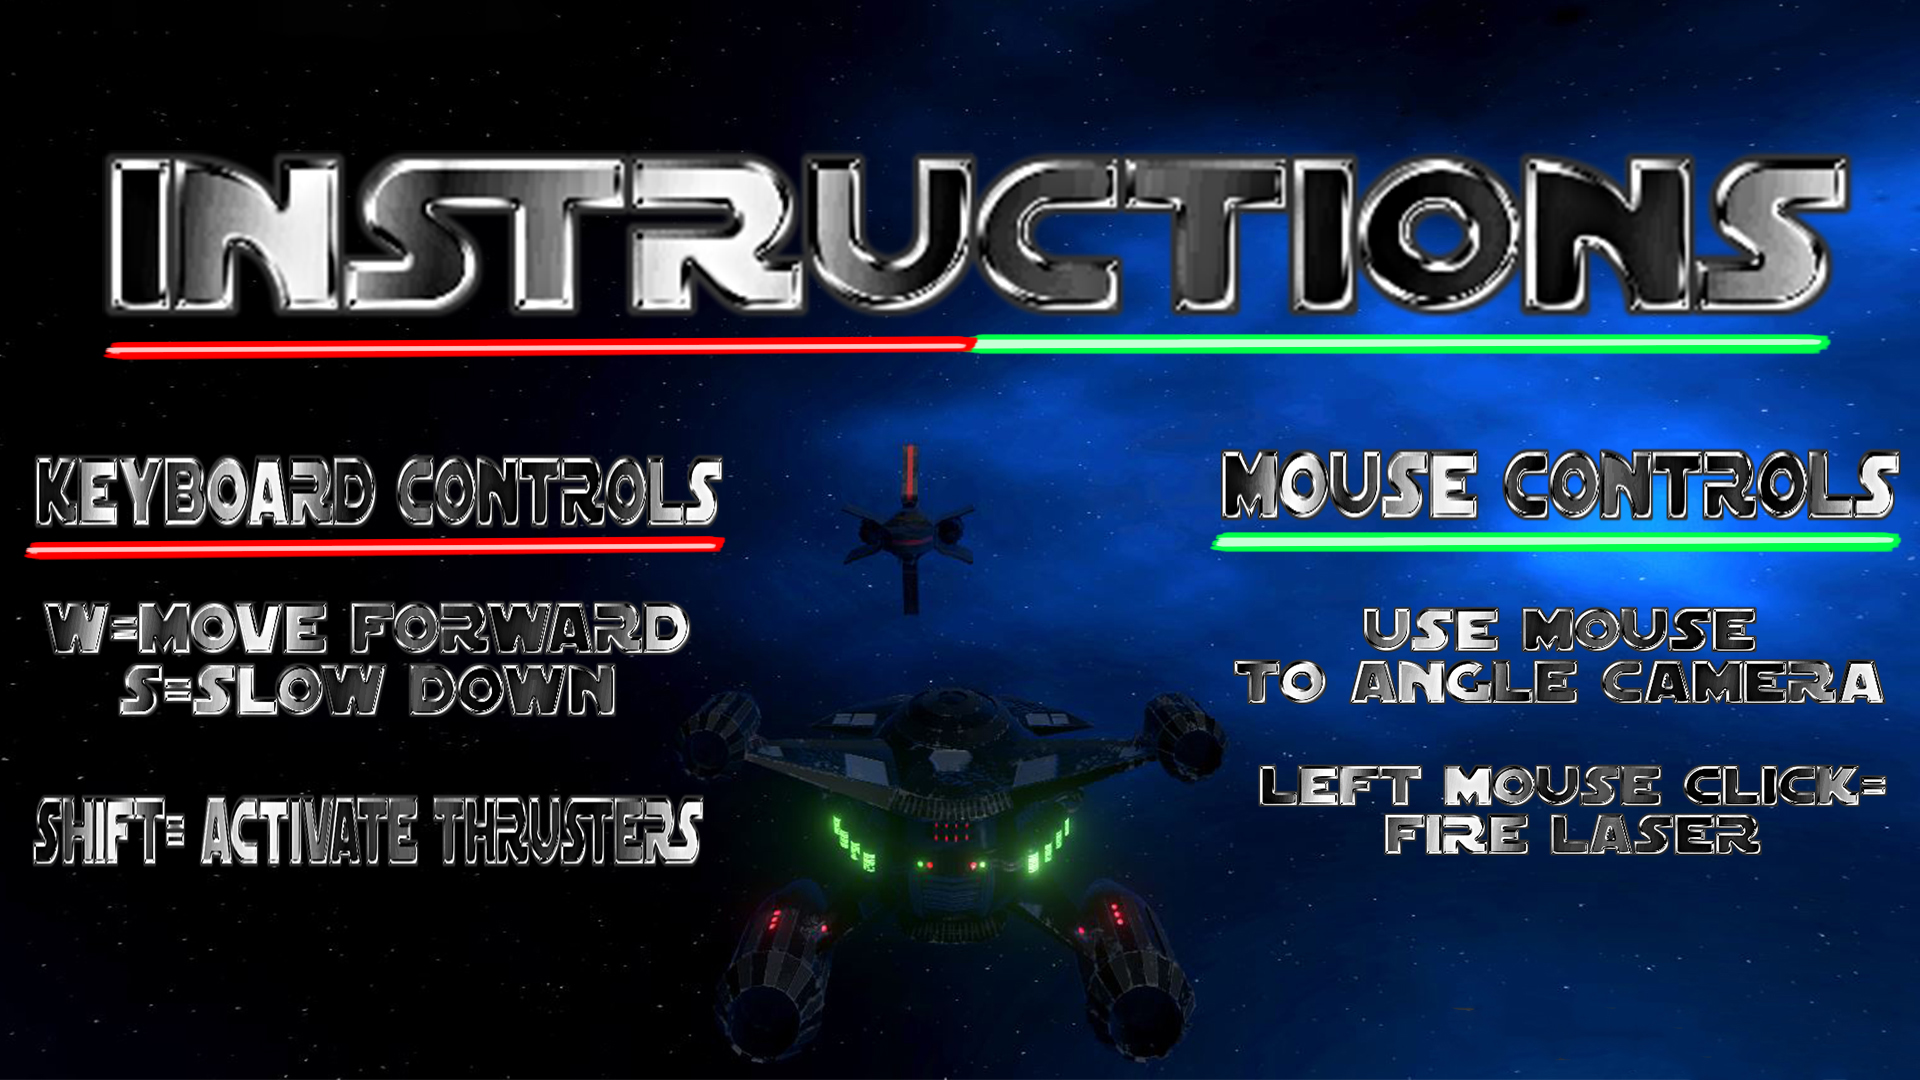 INSTRUCTIONS
KEYBOARD CONTROLS
W=MOVE FORWARD
S=SLOW DOWN
SHIFT= ACTIVATE THRUSTERS
MOUSE CONTROLS
USE MOUSE
TO ANGLE CAMERA
LEFT MOUSE CLICK=
FIRE LASER